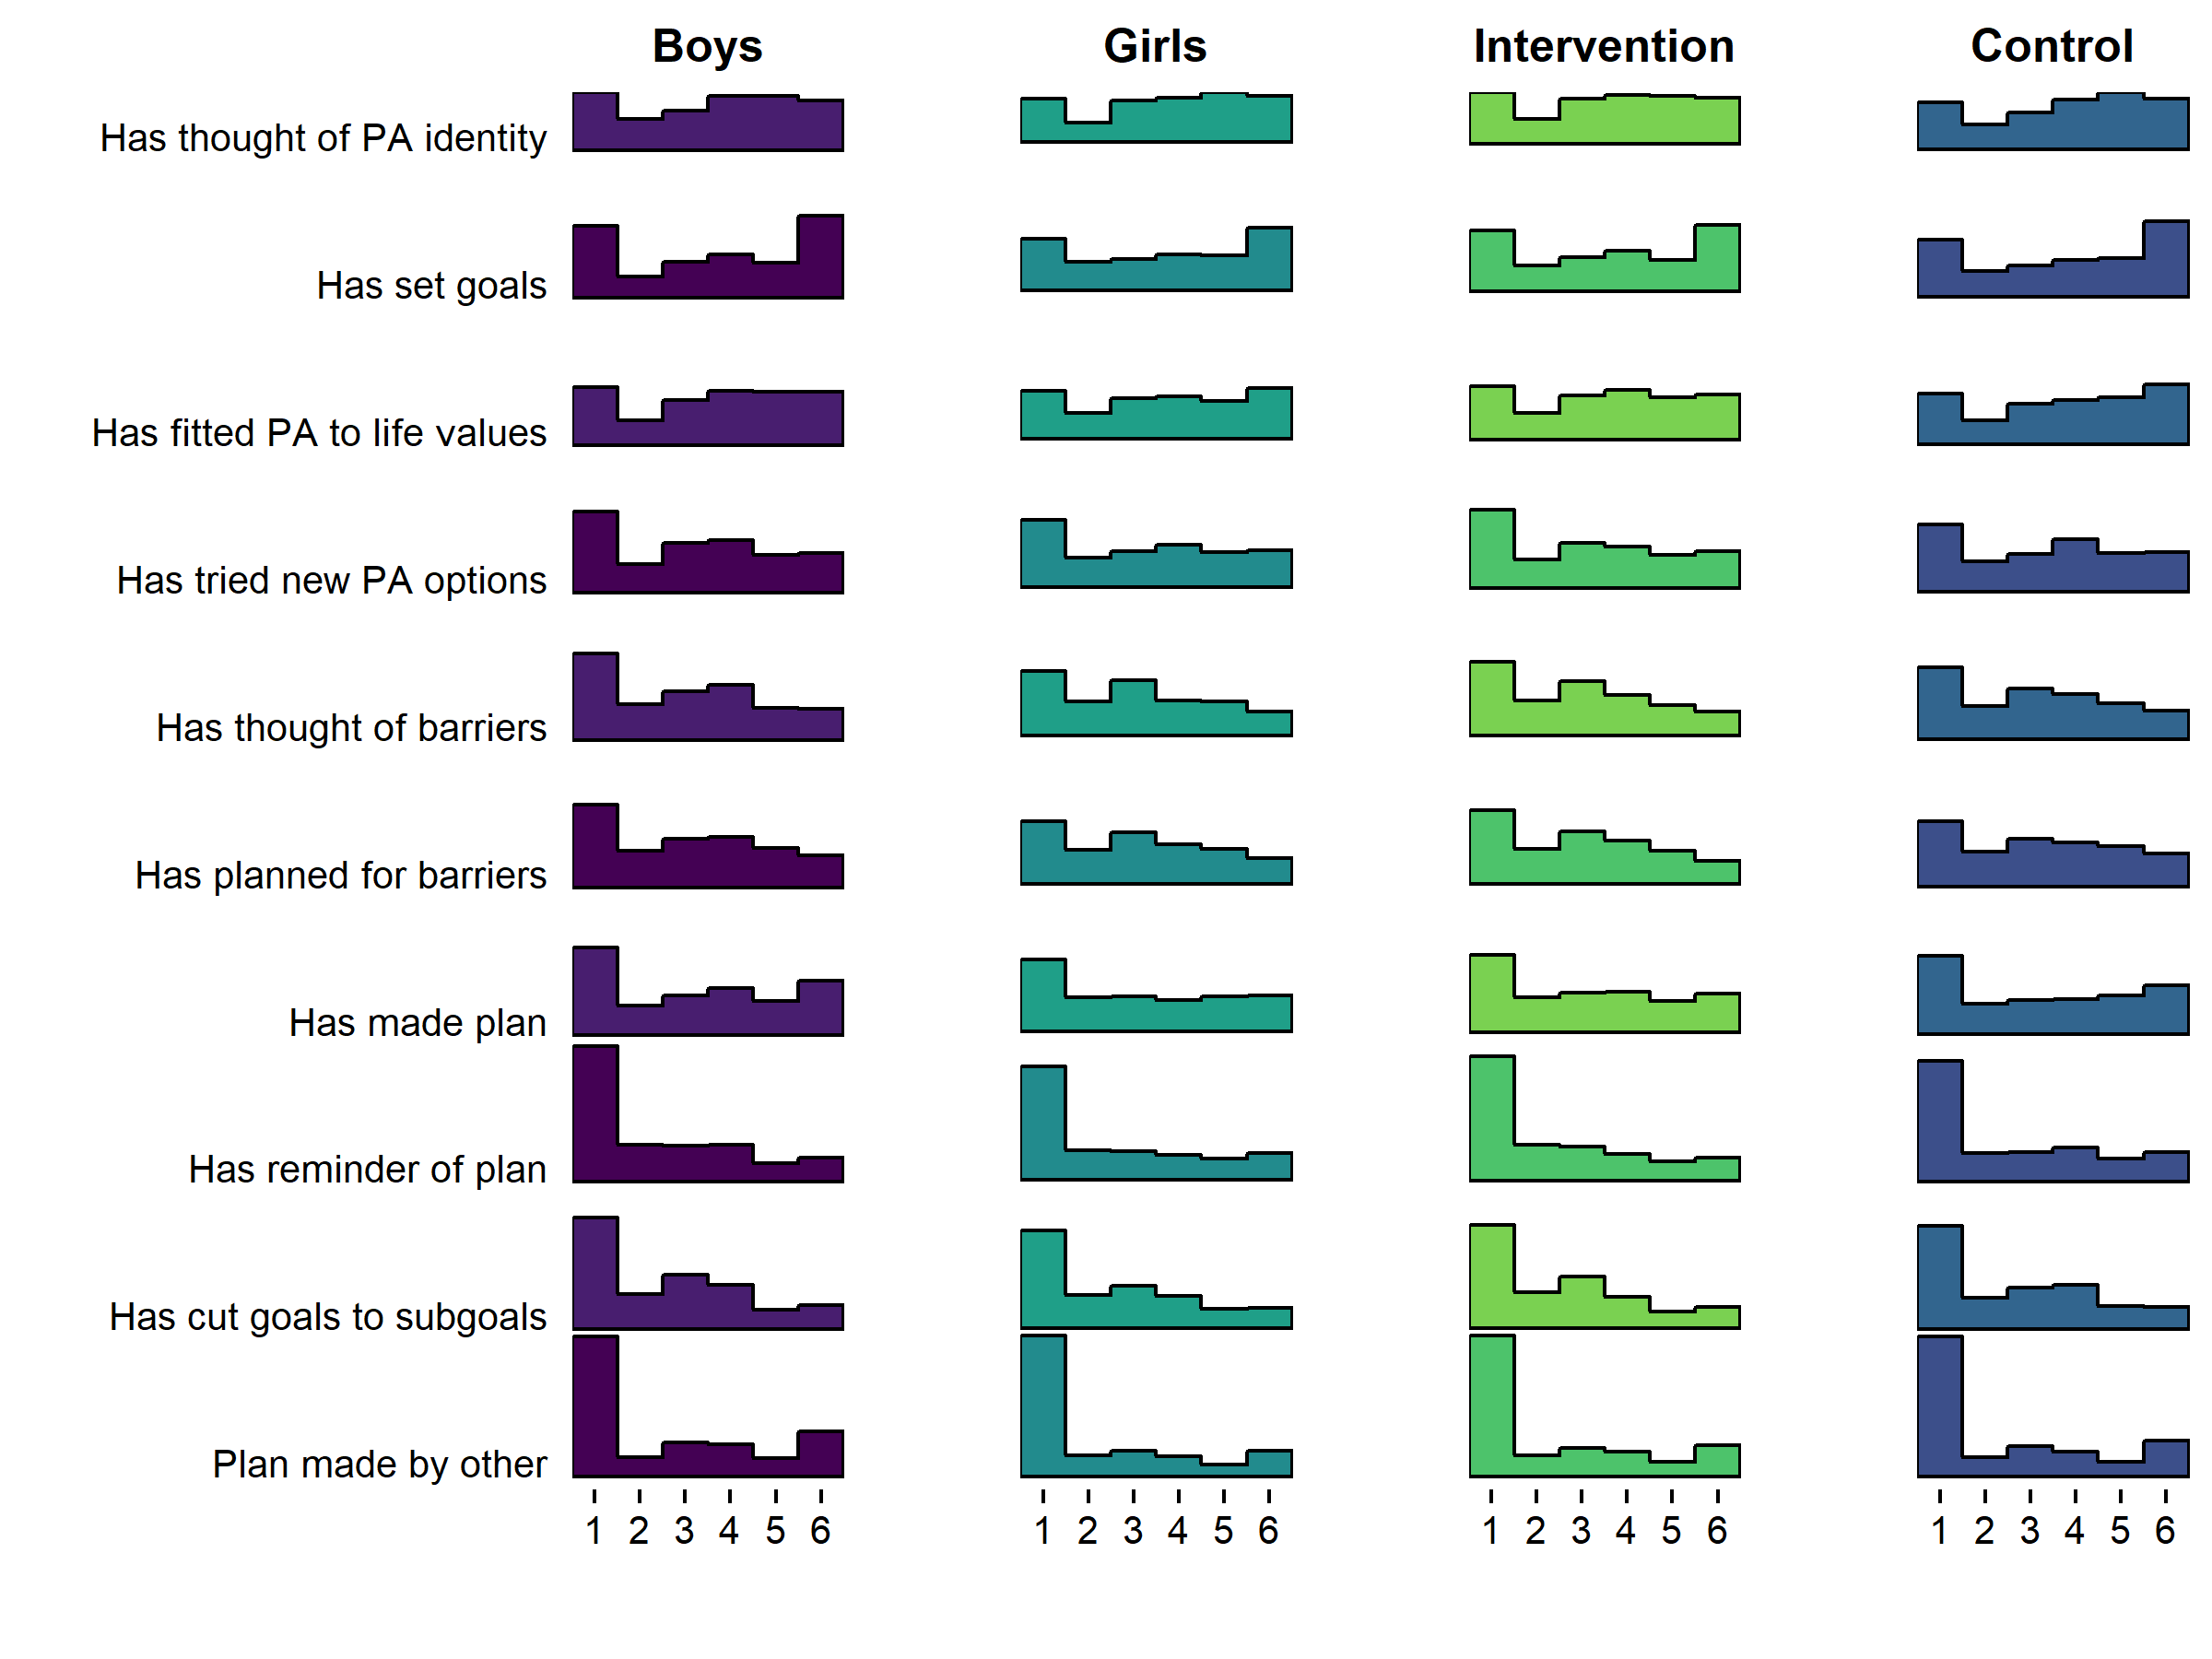 Boys Girls Intervention Control
Has thought of PA identity
Has set goals
Has fitted PA to life values
Has tried new PA options
Has thought of barriers
Has planned for barriers
Has made plan
Has reminder of plan
Has cut goals to subgoals
Plan made by other
1 2 3 4 5 6 1 2 3 4 5 6 1 2 3 4 5 6 1 2 3 4 5 6